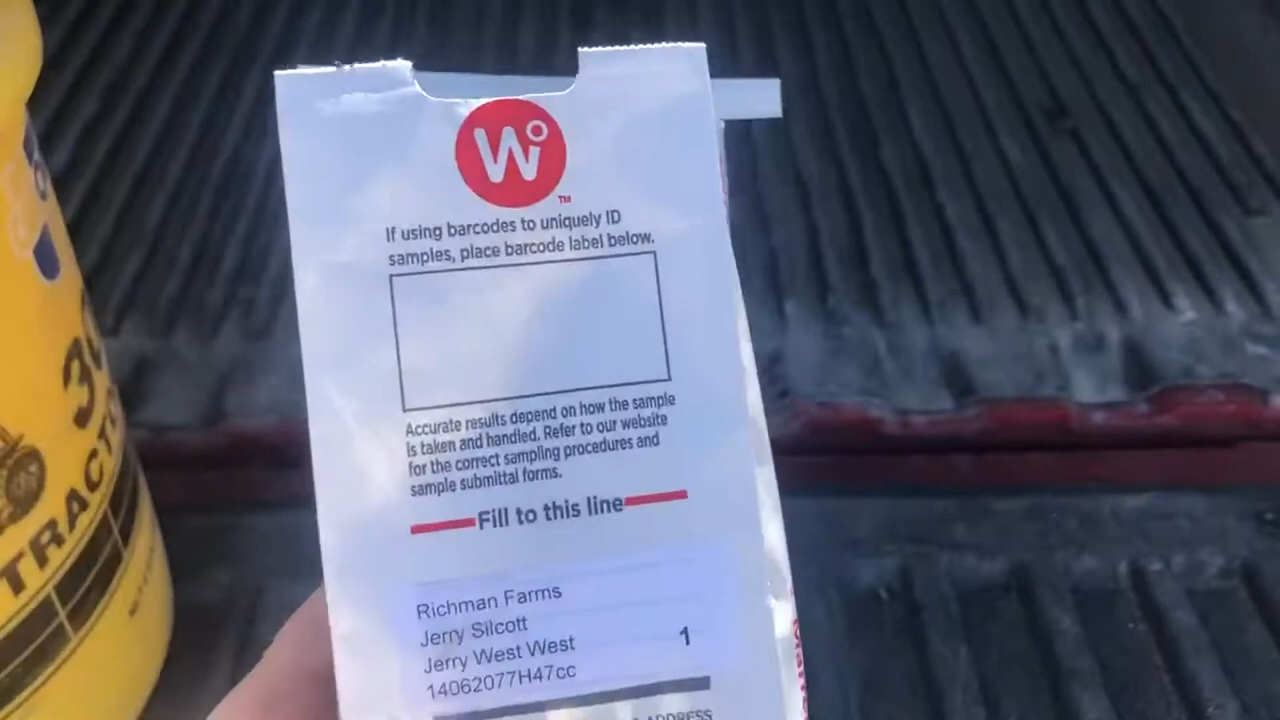 W
TM
If using barcodes to uniquely ID
samples, place barcode label below.
Accurate results depend on how the sample
is taken and handled. Refer to our website
for the correct sampling procedures and
sample submittal forms.
Fill to this line
Richman Farms
Jerry Silcott
Jerry West West
1
14062077H47cc
ADDRESS
TRACT